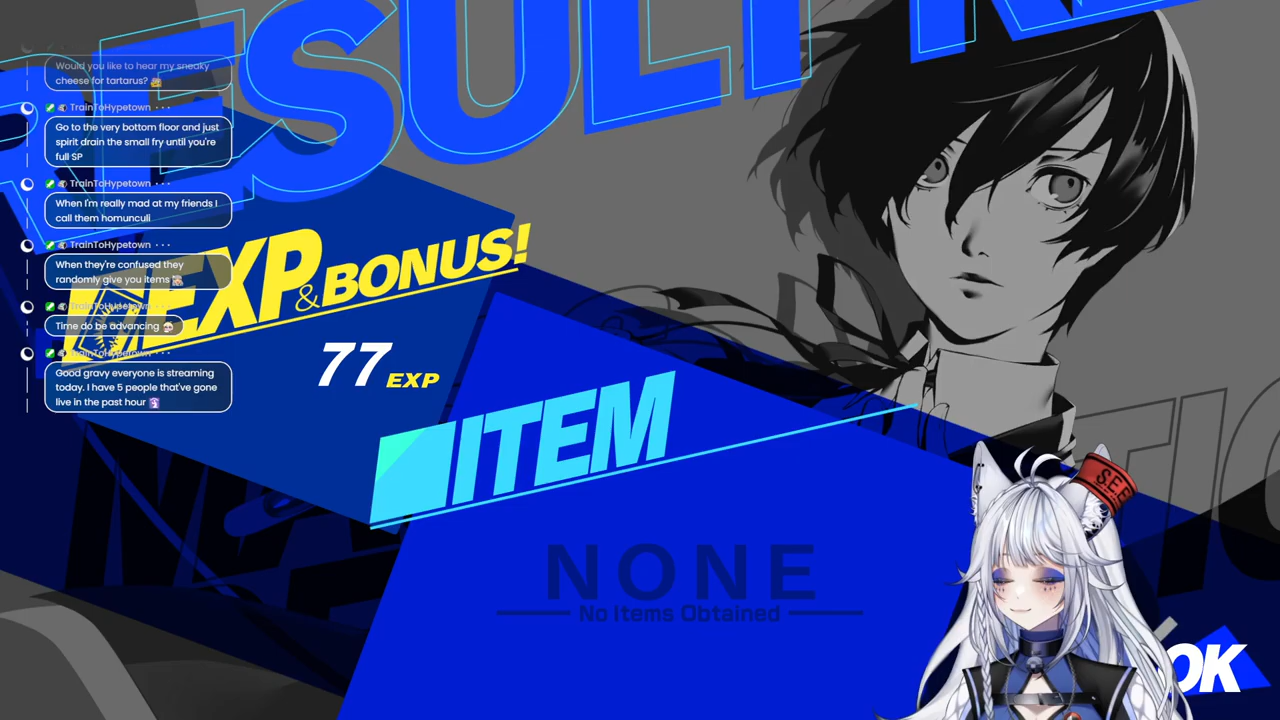 RESULT
Would you like to hear my sneaky
cheese for tartarus?
TrainToHypetown
Go to the very bottom floor and just
spirit drain the small fry until you're
full SP
TrainToHypetown
When I'm really mad at my friends I
call them homunculi
TrainToHypetown
When they're confused they
randomly give you items
TrainToHypetown
Time do be advancing
TrainToHypetown
Good gravy everyone is streaming
today. I have 5 people that've gone
live in the past hour
EXP & BONUS!
77 EXP
ITEM
NONE
No Items Obtained
S.E.E
OK